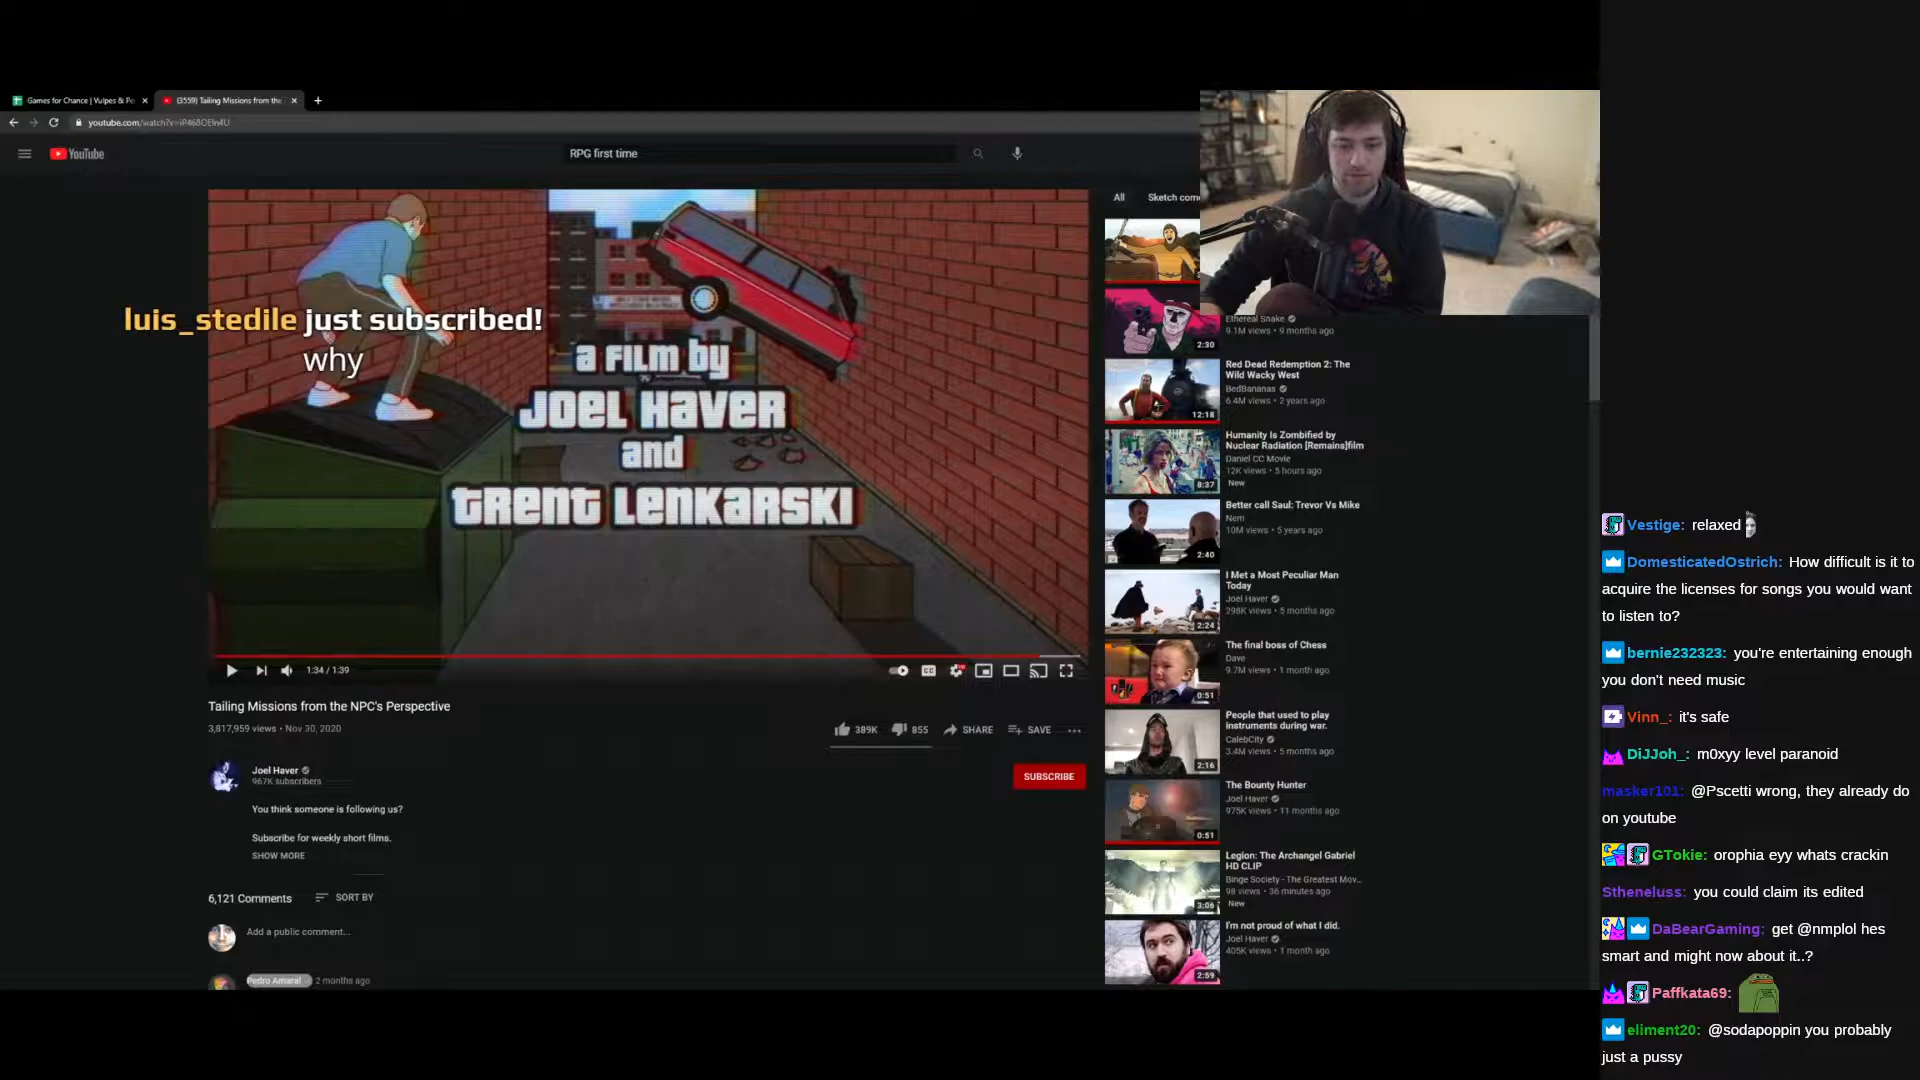 Games for Chance | Vulpes & Pe
(3559) Tailing Missions from the
youtube.com/watch?v=iP468OEln4U
YouTube
RPG first time
All Sketch com
luis_stedile just subscribed!
why
a film by
JOEL HAVER
and
TRENT LENKARSKI
1:34 / 1:39
Tailing Missions from the NPC's Perspective
3,817,959 views • Nov 30, 2020
389K 855 SHARE SAVE
Joel Haver
967K subscribers
SUBSCRIBE
You think someone is following us?
Subscribe for weekly short films.
SHOW MORE
6,121 Comments SORT BY
Add a public comment...
Pedro Amaral 2 months ago
Ethereal Snake
9.1M views • 9 months ago
2:30
Red Dead Redemption 2: The
Wild Wacky West
BedBananas
6.4M views • 2 years ago
12:18
Humanity Is Zombified by
Nuclear Radiation [Remains]film
Daniel CC Movie
12K views • 5 hours ago
New
8:37
Better call Saul: Trevor Vs Mike
Nem
10M views • 5 years ago
2:40
I Met a Most Peculiar Man
Today
Joel Haver
298K views • 5 months ago
2:24
The final boss of Chess
Dave
9.7M views • 1 month ago
0:51
People that used to play
instruments during war.
CalebCity
3.4M views • 5 months ago
2:16
The Bounty Hunter
Joel Haver
975K views • 11 months ago
0:51
Legion: The Archangel Gabriel
HD CLIP
Binge Society - The Greatest Mov...
98 views • 36 minutes ago
New
3:06
I'm not proud of what I did.
Joel Haver
405K views • 1 month ago
2:59
Vestige: relaxed
DomesticatedOstrich: How difficult is it to
acquire the licenses for songs you would want
to listen to?
bernie232323: you're entertaining enough
you don't need music
Vinn_: it's safe
DiJJoh_: m0xyy level paranoid
masker101: @Pscetti wrong, they already do
on youtube
GTokie: orophia eyy whats crackin
Stheneluss: you could claim its edited
DaBearGaming: get @nmplol hes
smart and might now about it..?
Paffkata69:
eliment20: @sodapoppin you probably
just a pussy